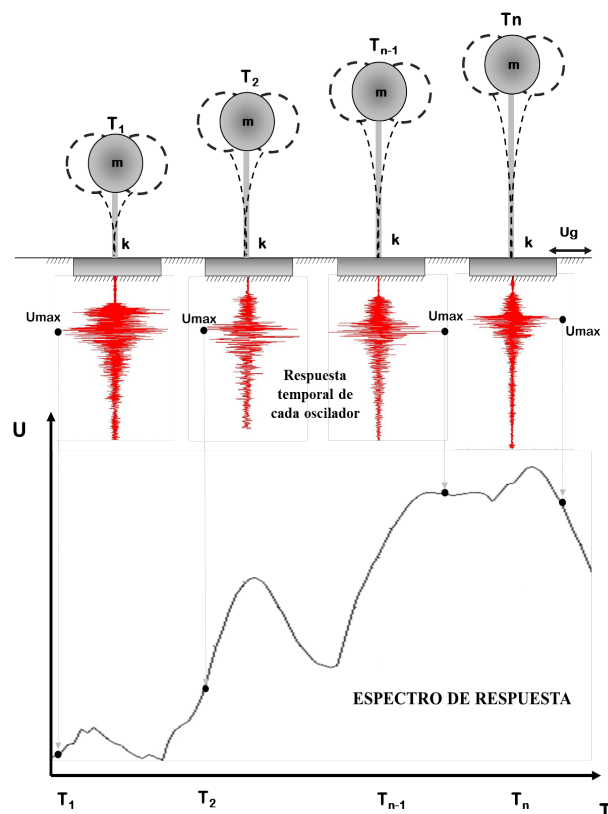 Tn
Tn-1
T2
T1
m
m
m
m
k
k
k
k
Ug
Umax
Umax
Umax
Umax
Respuesta
temporal de
cada oscilador
U
ESPECTRO DE RESPUESTA
T1
T2
Tn-1
Tn
T